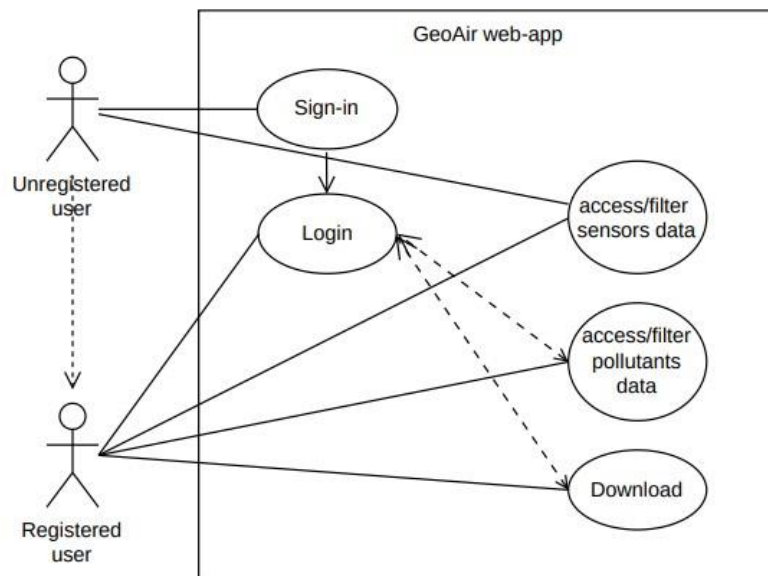 GeoAir web-app
Sign-in
Unregistered
user
access/filter
sensors data
Login
access/filter
pollutants
data
Download
Registered
user